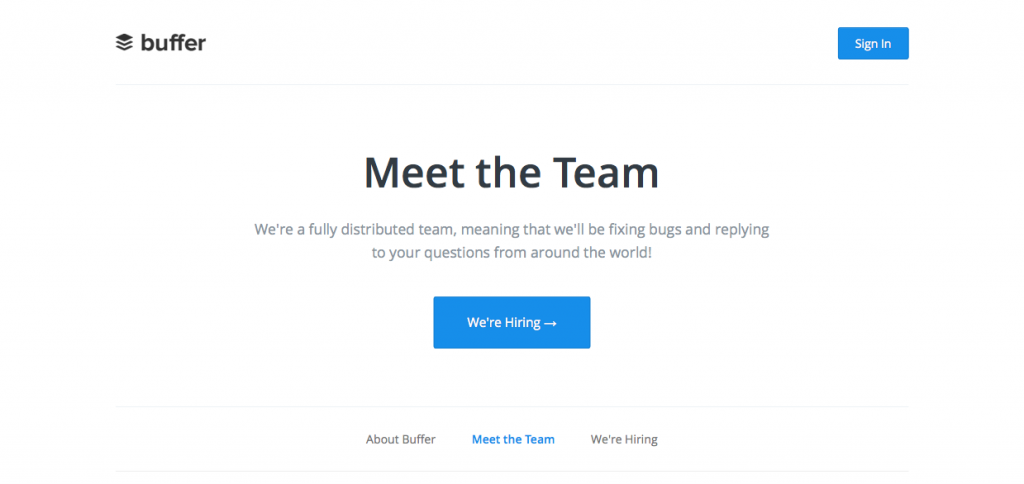 buffer
Sign In
Meet the Team
We're a fully distributed team, meaning that we'll be fixing bugs and replying
to your questions from around the world!
We're Hiring →
About Buffer
Meet the Team
We're Hiring